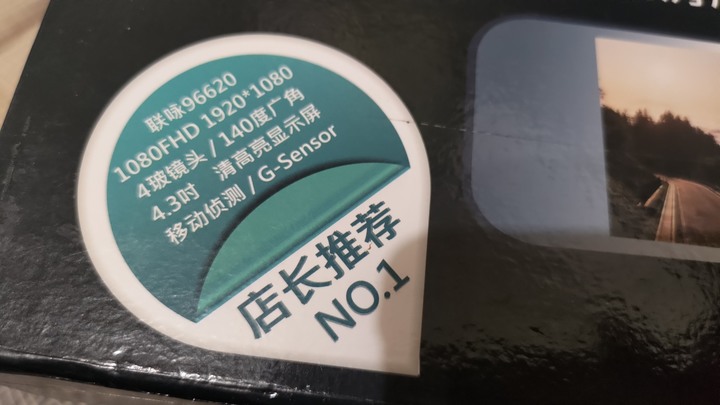 联咏96620
1080FHD 1920*1080
4玻镜头/140度广角
4.3吋 清高亮显示屏
移动侦测/G-Sensor
店长推荐
NO.1